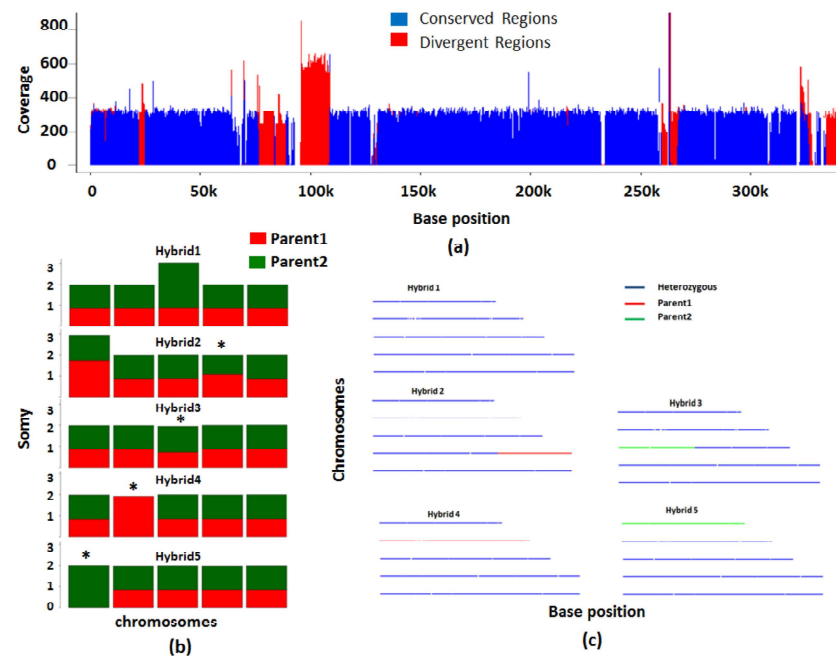 800
600
400
200
0
Coverage
Conserved Regions
Divergent Regions
0
50k
100k
150k
200k
250k
300k
Base position
(a)
Parent1
Parent2
Somy
Hybrid1
3
2
1
Hybrid2
*
3
2
1
Hybrid3
*
3
2
1
Hybrid4
*
3
2
1
Hybrid5
*
3
2
1
0
chromosomes
(b)
Heterozygous
Parent1
Parent2
Chromosomes
Hybrid 1
Hybrid 2
Hybrid 3
Hybrid 4
Hybrid 5
Base position
(c)